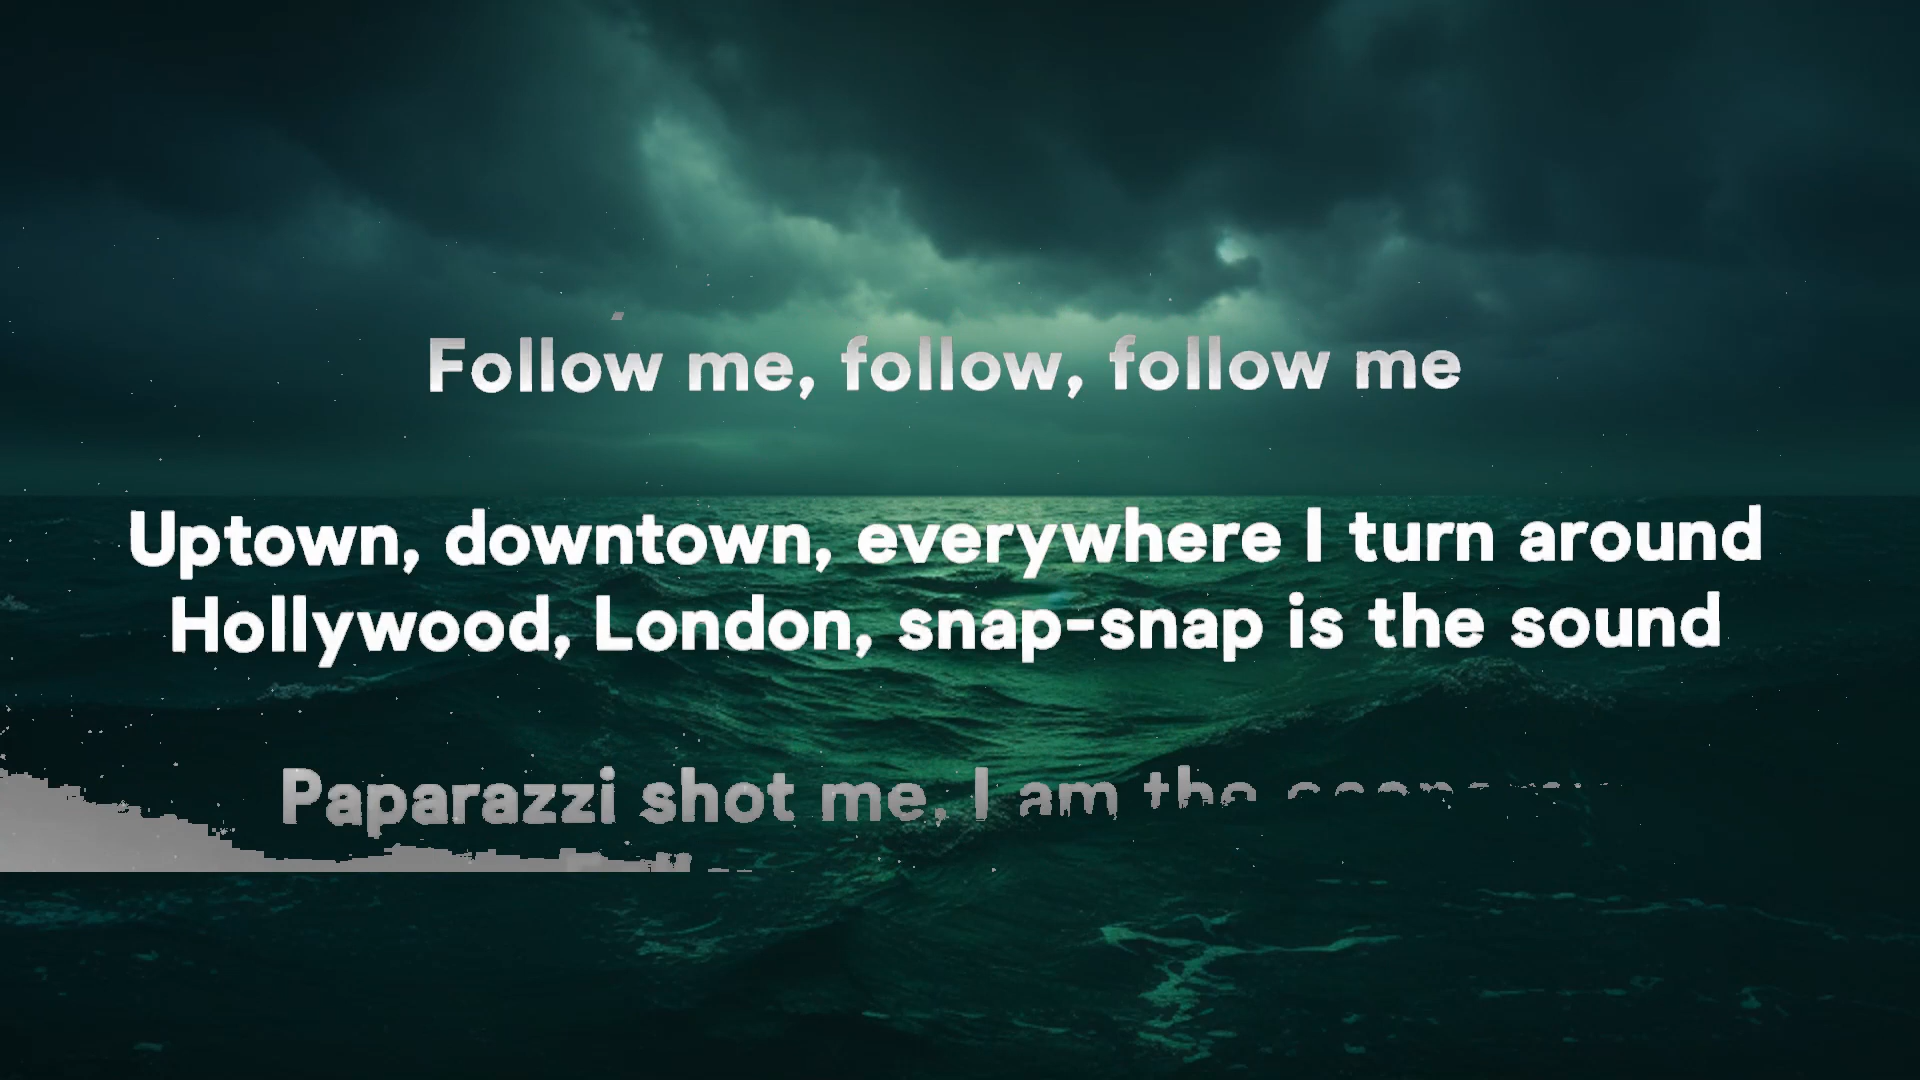 Follow me, follow, follow me
Uptown, downtown, everywhere I turn around
Hollywood, London, snap-snap is the sound
Paparazzi shot me, I am the